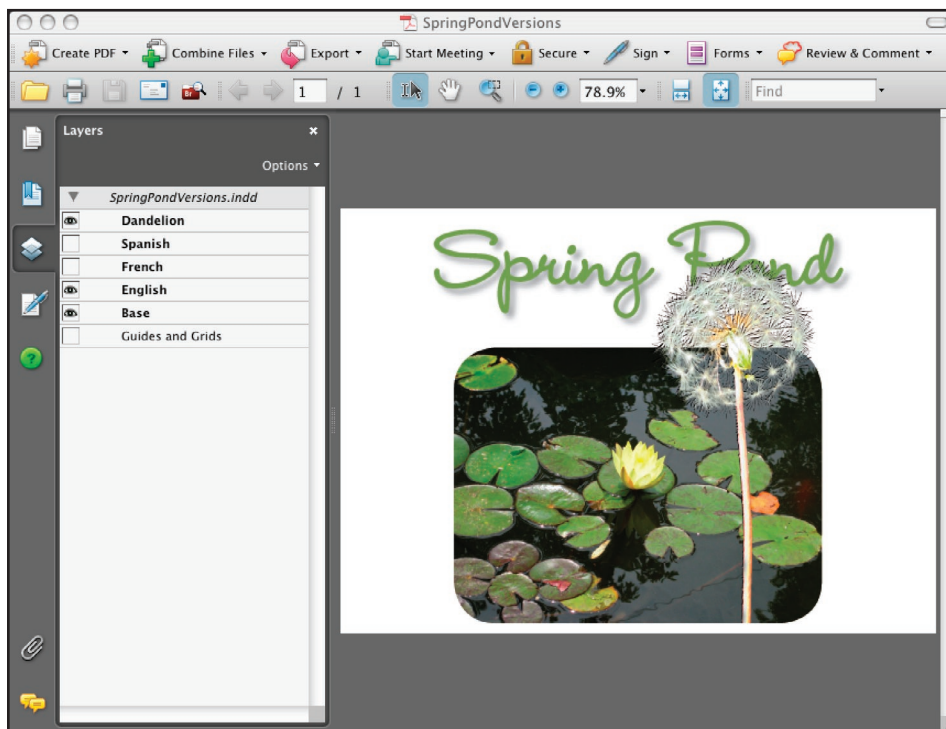 SpringPondVersions
Create PDF Combine Files Export Start Meeting Secure Sign Forms Review & Comment
1 / 1 78.9% Find
Layers
Options
SpringPondVersions.indd
Dandelion
Spanish
French
English
Base
Guides and Grids
Spring Pond